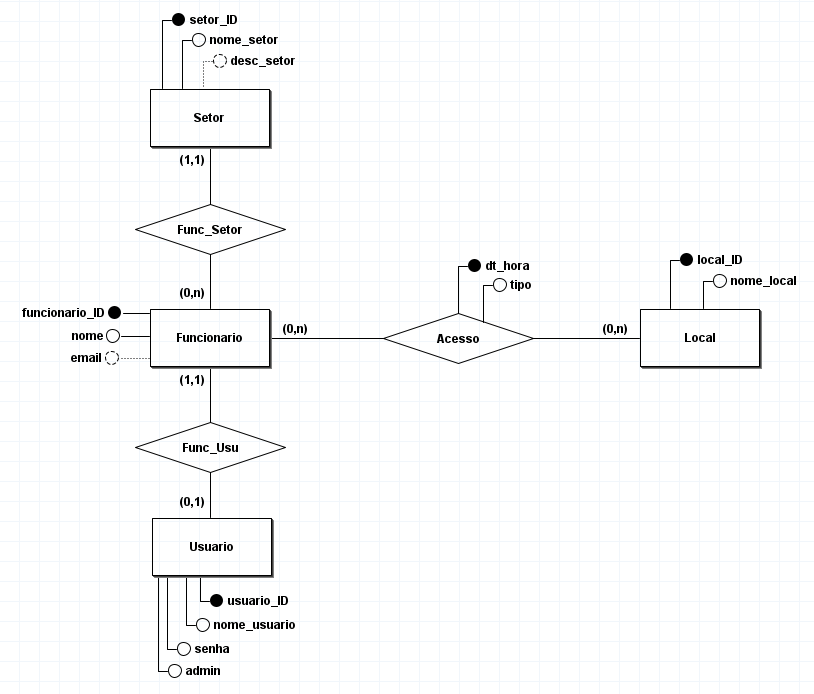 setor_ID
nome_setor
desc_setor
Setor
(1,1)
Func_Setor
(0,n)
funcionario_ID
nome
email
Funcionario
(0,n)
dt_hora
tipo
Acesso
(0,n)
local_ID
nome_local
Local
(1,1)
Func_Usu
(0,1)
Usuario
usuario_ID
nome_usuario
senha
admin